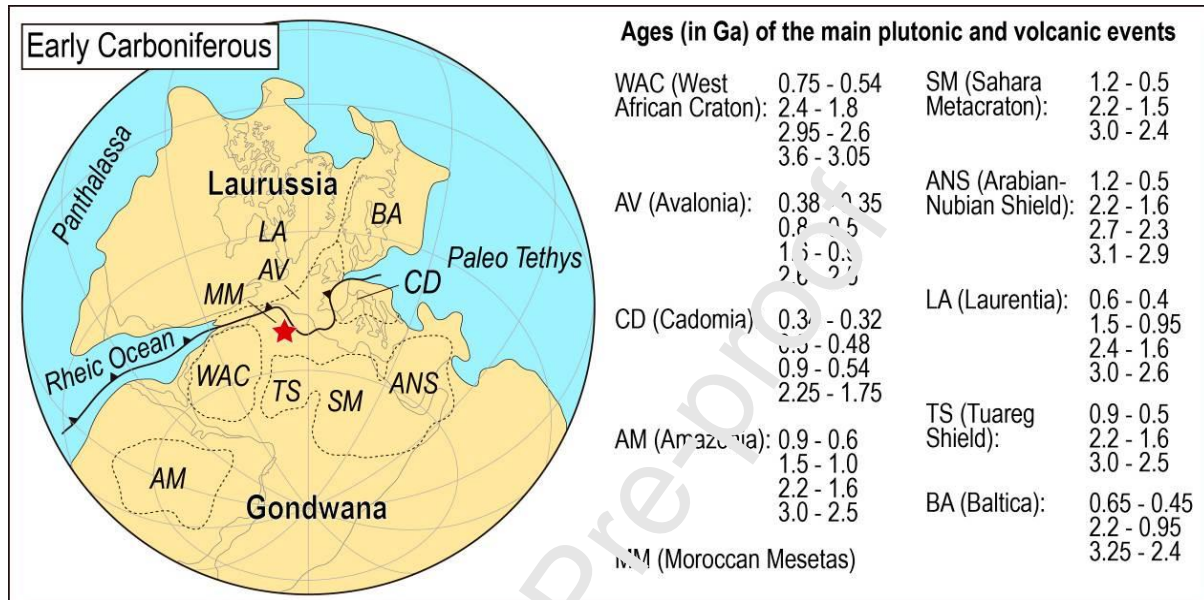 Early Carboniferous
Panthalassa
Laurussia
BA
LA
Paleo Tethys
AV
CD
MM
Rheic Ocean
WAC
TS
SM
ANS
AM
Gondwana
Ages (in Ga) of the main plutonic and volcanic events
WAC (West African Craton):
0.75 - 0.54
2.4 - 1.8
2.95 - 2.6
3.6 - 3.05
AV (Avalonia):
0.38 - 0.35
CD (Cadomia)
0.32
0.48
0.9 - 0.54
2.25 - 1.75
AM (Amazonia):
0.9 - 0.6
1.5 - 1.0
2.2 - 1.6
3.0 - 2.5
MM (Moroccan Mesetas)
SM (Sahara Metacraton):
1.2 - 0.5
2.2 - 1.5
3.0 - 2.4
ANS (Arabian-Nubian Shield):
1.2 - 0.5
2.2 - 1.6
2.7 - 2.3
3.1 - 2.9
LA (Laurentia):
0.6 - 0.4
1.5 - 0.95
2.4 - 1.6
3.0 - 2.6
TS (Tuareg Shield):
0.9 - 0.5
2.2 - 1.6
3.0 - 2.5
BA (Baltica):
0.65 - 0.45
2.2 - 0.95
3.25 - 2.4
Pre-proof